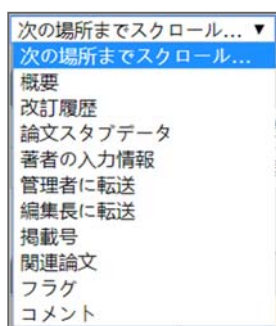 次の場所までスクロール... ▼
次の場所までスクロール...
概要
改訂履歴
論文スタブデータ
著者の入力情報
管理者に転送
編集長に転送
掲載号
関連論文
フラグ
コメント